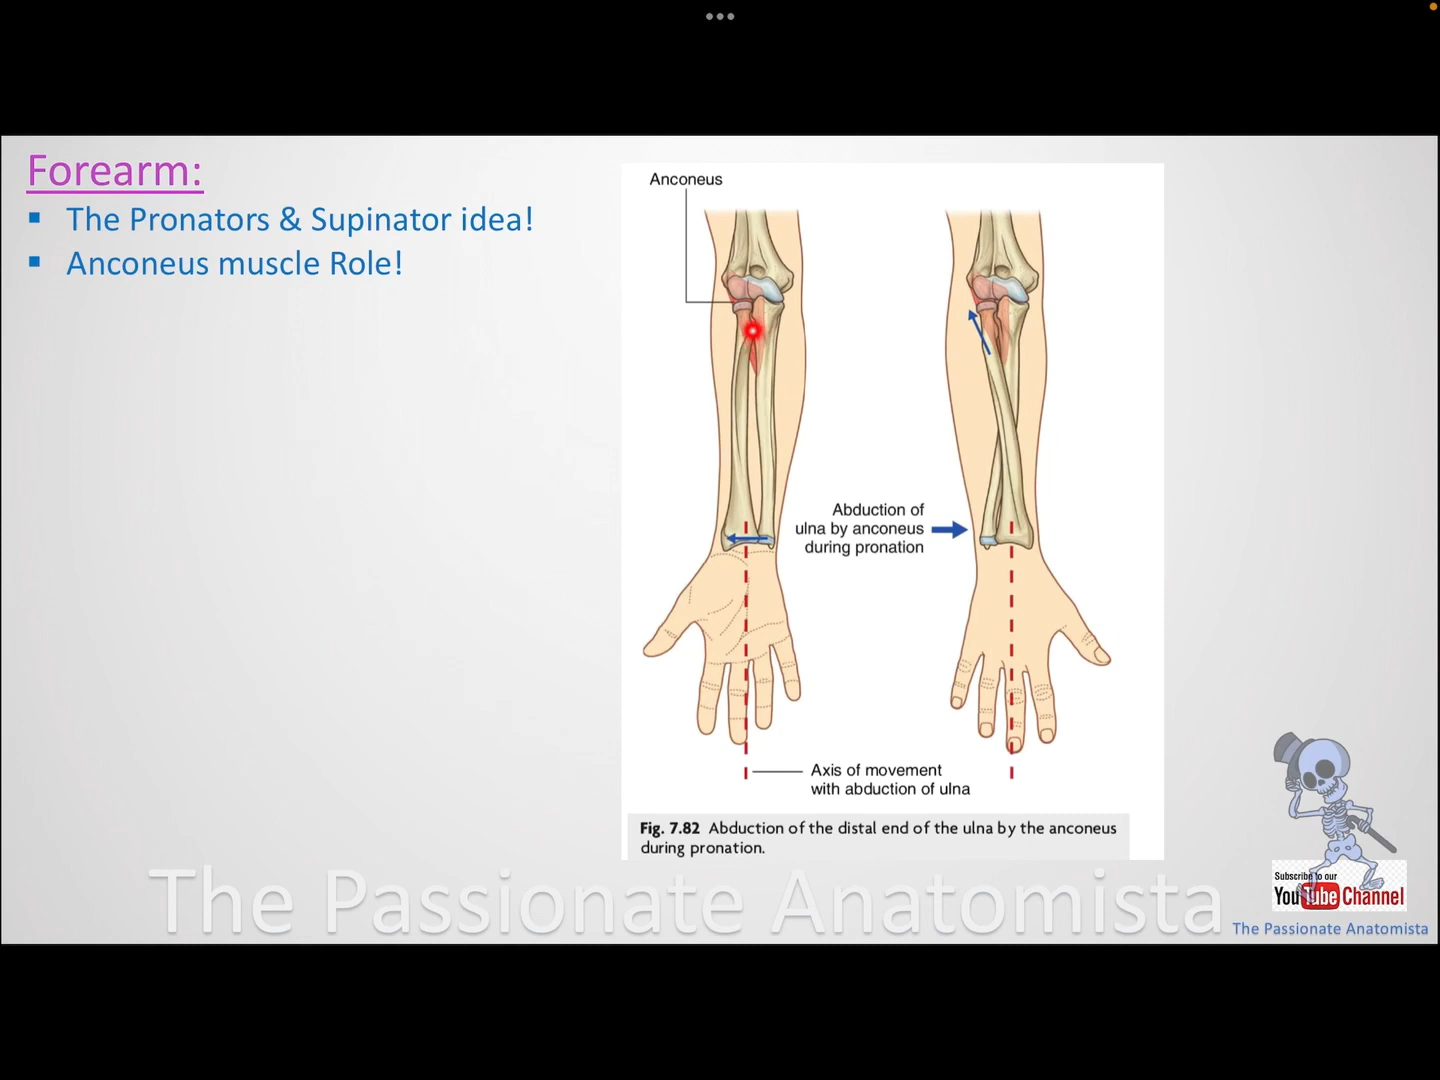 Forearm:
The Pronators & Supinator idea!
Anconeus muscle Role!
Anconeus
Abduction of
ulna by anconeus
during pronation
Axis of movement
with abduction of ulna
Fig. 7.82 Abduction of the distal end of the ulna by the anconeus
during pronation.
The Passionate Anatomista
Subscribe to our
YouTube Channel
The Passionate Anatomista